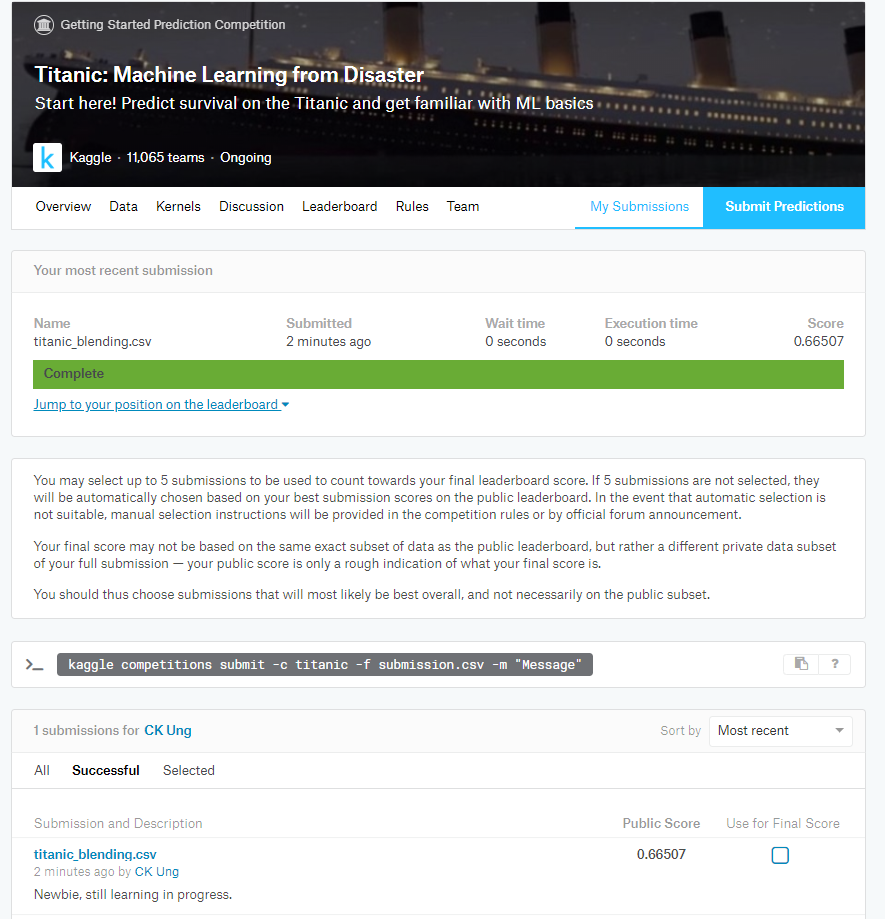 Getting Started Prediction Competition
Titanic: Machine Learning from Disaster
Start here! Predict survival on the Titanic and get familiar with ML basics
k Kaggle · 11,065 teams · Ongoing
Overview Data Kernels Discussion Leaderboard Rules Team My Submissions Submit Predictions
Your most recent submission
Name Submitted Wait time Execution time Score
titanic_blending.csv 2 minutes ago 0 seconds 0 seconds 0.66507
Complete
Jump to your position on the leaderboard
You may select up to 5 submissions to be used to count towards your final leaderboard score. If 5 submissions are not selected, they
will be automatically chosen based on your best submission scores on the public leaderboard. In the event that automatic selection is
not suitable, manual selection instructions will be provided in the competition rules or by official forum announcement.
Your final score may not be based on the same exact subset of data as the public leaderboard, but rather a different private data subset
of your full submission — your public score is only a rough indication of what your final score is.
You should thus choose submissions that will most likely be best overall, and not necessarily on the public subset.
>_ kaggle competitions submit -c titanic -f submission.csv -m "Message" ?
1 submissions for CK Ung Sort by Most recent
All Successful Selected
Submission and Description Public Score Use for Final Score
titanic_blending.csv 0.66507
2 minutes ago by CK Ung
Newbie, still learning in progress.